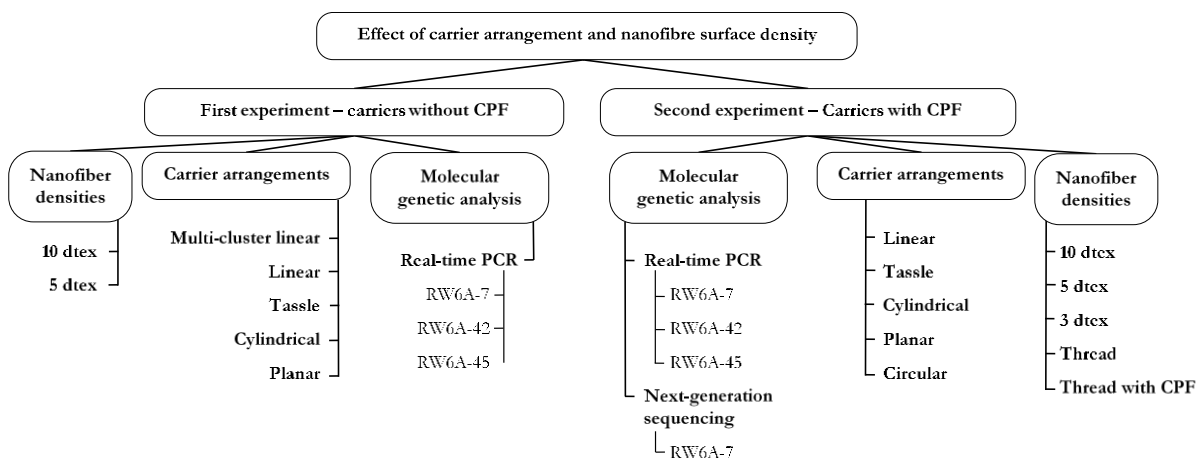 Effect of carrier arrangement and nanofibre surface density
First experiment – carriers without CPF
Second experiment – Carriers with CPF
Nanofiber
densities
10 dtex
5 dtex
Carrier arrangements
Multi-cluster linear
Linear
Tassle
Cylindrical
Planar
Molecular
genetic analysis
Real-time PCR
RW6A-7
RW6A-42
RW6A-45
Molecular
genetic analysis
Real-time PCR
RW6A-7
RW6A-42
RW6A-45
Next-generation
sequencing
RW6A-7
Carrier arrangements
Linear
Tassle
Cylindrical
Planar
Circular
Nanofiber
densities
10 dtex
5 dtex
3 dtex
Thread
Thread with CPF